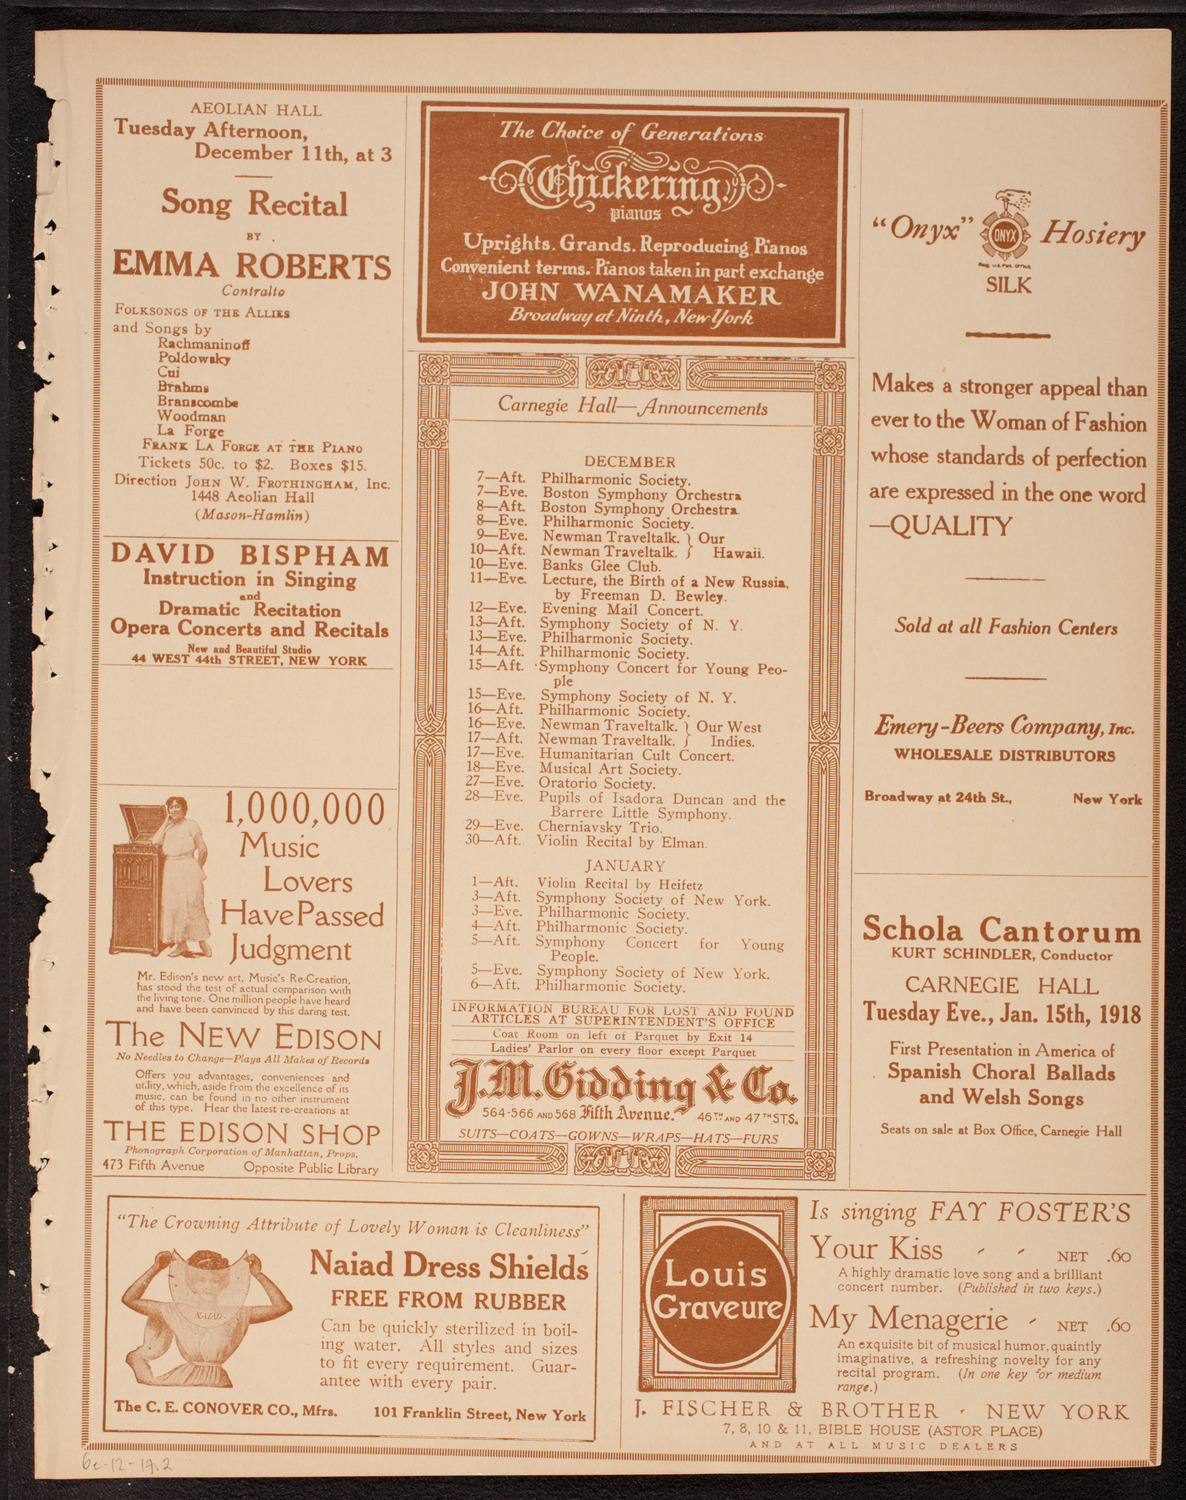 AEOLIAN HALL
Tuesday Afternoon,
December 11th, at 3
Song Recital
BY
EMMA ROBERTS
Contralto
FOLKSONGS OF THE ALLIES
and Songs by
Rachmaninoff
Poldowsky
Cui
Brahms
Branscombe
Woodman
La Forge
FRANK LA FORGE AT THE PIANO
Tickets 50c. to $2. Boxes $15.
Direction JOHN W. FROTHINGHAM, Inc.
1448 Aeolian Hall
(Mason-Hamlin)
DAVID BISPHAM
Instruction in Singing
and
Dramatic Recitation
Opera Concerts and Recitals
New and Beautiful Studio
44 WEST 44th STREET, NEW YORK
1,000,000
Music
Lovers
Have Passed
Judgment
Mr. Edison's new art, Music's Re-Creation,
has stood the test of actual comparison with
the living tone. One million people have heard
and have been convinced by this daring test.
The NEW EDISON
No Needles to Change—Plays All Makes of Records
Offers you advantages, conveniences and
utility, which, aside from the excellence of its
music, can be found in no other instrument
of this type. Hear the latest re-creations at
THE EDISON SHOP
Phonograph Corporation of Manhattan, Props.
473 Fifth Avenue Opposite Public Library
The Choice of Generations
Chickering
pianos
Uprights. Grands. Reproducing Pianos
Convenient terms. Pianos taken in part exchange
JOHN WANAMAKER
Broadway at Ninth, New York
Carnegie Hall—Announcements
DECEMBER
7—Aft. Philharmonic Society.
7—Eve. Boston Symphony Orchestra
8—Aft. Boston Symphony Orchestra
8—Eve. Philharmonic Society.
9—Eve. Newman Traveltalk. } Our
10—Aft. Newman Traveltalk. } Hawaii.
10—Eve. Banks Glee Club.
11—Eve. Lecture, the Birth of a New Russia,
by Freeman D. Bewley.
12—Eve. Evening Mail Concert.
13—Aft. Symphony Society of N. Y.
13—Eve. Philharmonic Society.
14—Aft. Philharmonic Society.
15—Aft. Symphony Concert for Young Peo-
ple
15—Eve. Symphony Society of N. Y.
16—Aft. Philharmonic Society.
16—Eve. Newman Traveltalk. } Our West
17—Aft. Newman Traveltalk. } Indies.
17—Eve. Humanitarian Cult Concert.
18—Eve. Musical Art Society.
27—Eve. Oratorio Society.
28—Eve. Pupils of Isadora Duncan and the
Barrere Little Symphony.
29—Eve. Cherniavsky Trio.
30—Aft. Violin Recital by Elman.
JANUARY
1—Aft. Violin Recital by Heifetz
3—Aft. Symphony Society of New York.
3—Eve. Philharmonic Society.
4—Aft. Philharmonic Society.
5—Aft. Symphony Concert for Young
People.
5—Eve. Symphony Society of New York.
6—Aft. Philharmonic Society.
INFORMATION BUREAU FOR LOST AND FOUND
ARTICLES AT SUPERINTENDENT'S OFFICE
Coat Room on left of Parquet by Exit 14
Ladies' Parlor on every floor except Parquet
J.M. Gidding & Co.
564-566 AND 568 Fifth Avenue. 46TH AND 47TH STS.
SUITS—COATS—GOWNS—WRAPS—HATS—FURS
"Onyx" ONYX Hosiery
REG. U.S. PAT. OFFICE
SILK
Makes a stronger appeal than
ever to the Woman of Fashion
whose standards of perfection
are expressed in the one word
—QUALITY
Sold at all Fashion Centers
Emery-Beers Company, Inc.
WHOLESALE DISTRIBUTORS
Broadway at 24th St., New York
Schola Cantorum
KURT SCHINDLER, Conductor
CARNEGIE HALL
Tuesday Eve., Jan. 15th, 1918
First Presentation in America of
Spanish Choral Ballads
and Welsh Songs
Seats on sale at Box Office, Carnegie Hall
"The Crowning Attribute of Lovely Woman is Cleanliness"
NAIAD
Naiad Dress Shields
FREE FROM RUBBER
Can be quickly sterilized in boil-
ing water. All styles and sizes
to fit every requirement. Guar-
antee with every pair.
The C. E. CONOVER CO., Mfrs. 101 Franklin Street, New York
Louis
Graveure
Is singing FAY FOSTER'S
Your Kiss NET .60
A highly dramatic love song and a brilliant
concert number. (Published in two keys.)
My Menagerie NET .60
An exquisite bit of musical humor, quaintly
imaginative, a refreshing novelty for any
recital program. (In one key for medium
range.)
J. FISCHER & BROTHER - NEW YORK
7, 8, 10 & 11, BIBLE HOUSE (ASTOR PLACE)
AND AT ALL MUSIC DEALERS